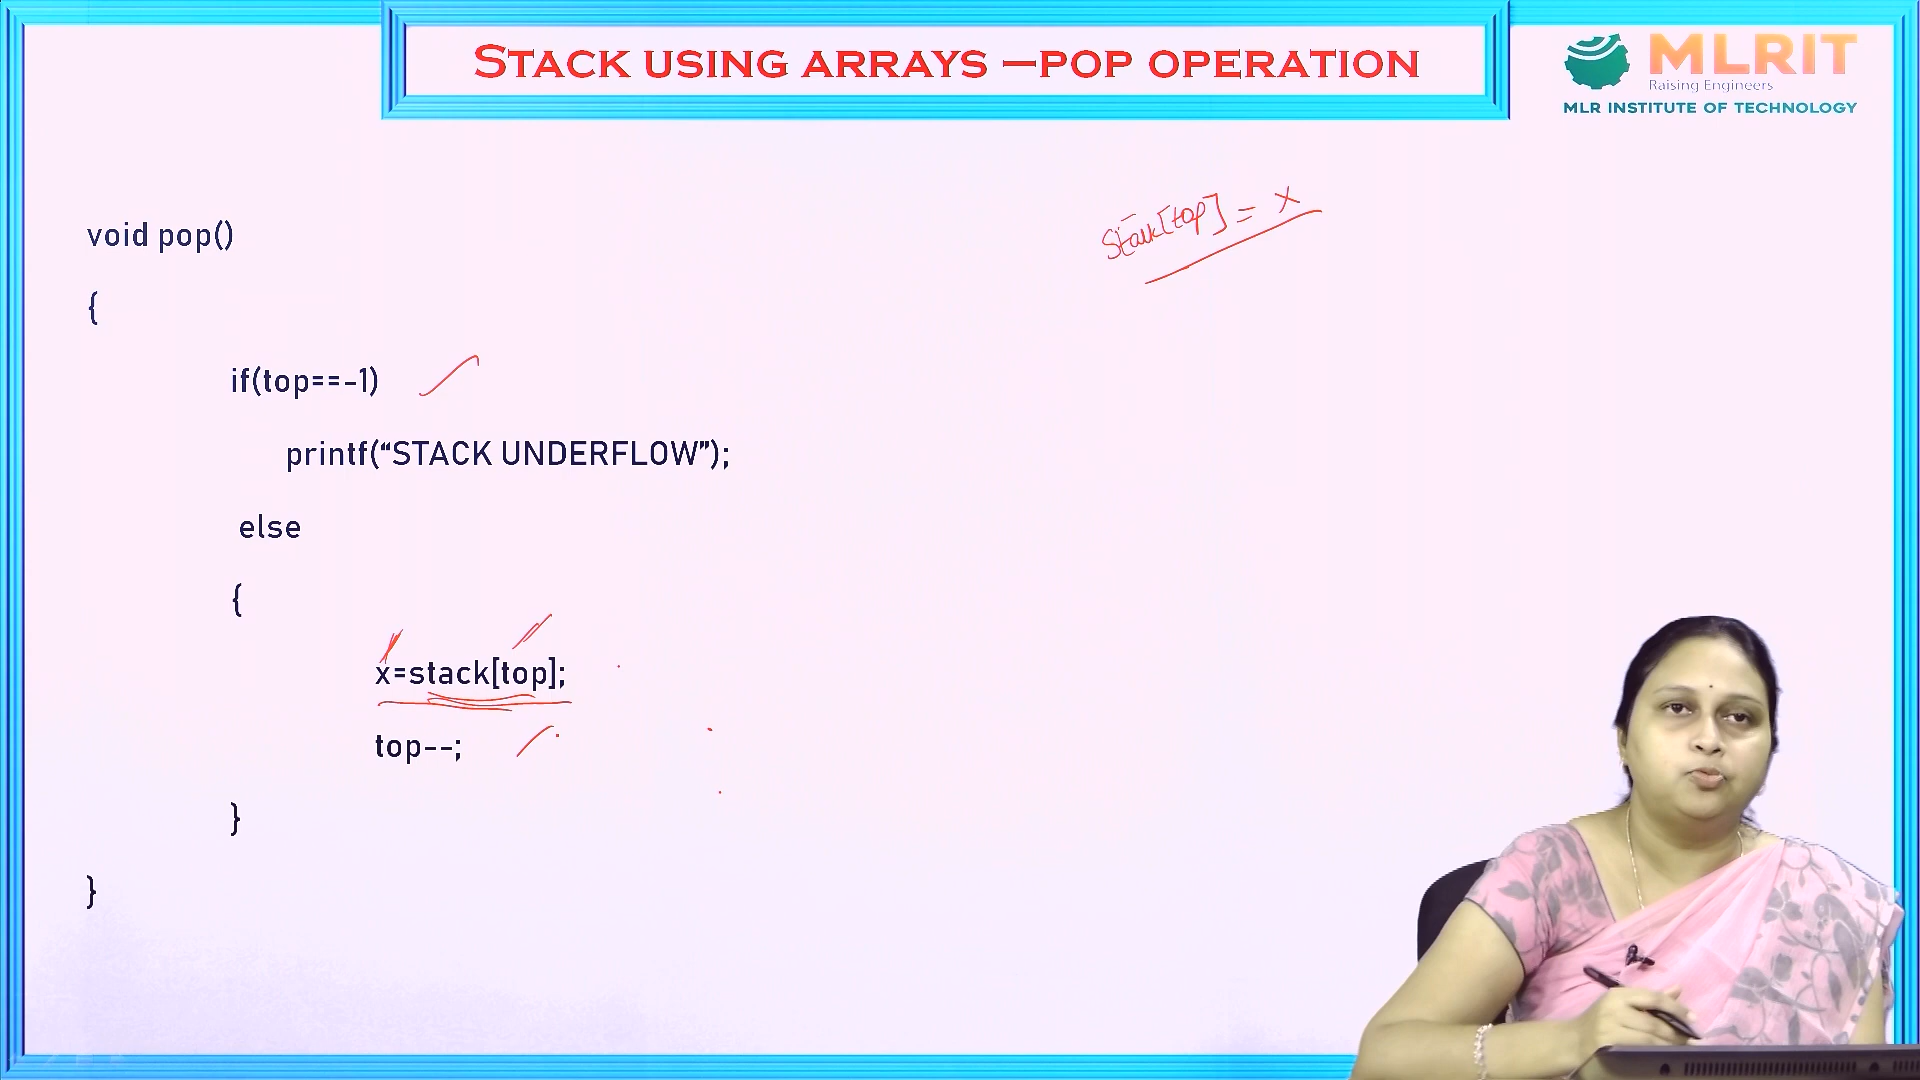 STACK USING ARRAYS –POP OPERATION
MLRIT
Raising Engineers
MLR INSTITUTE OF TECHNOLOGY
Stack[top] = x
void pop()
{
if(top==-1)
printf(“STACK UNDERFLOW”);
else
{
x=stack[top];
top--;
}
}